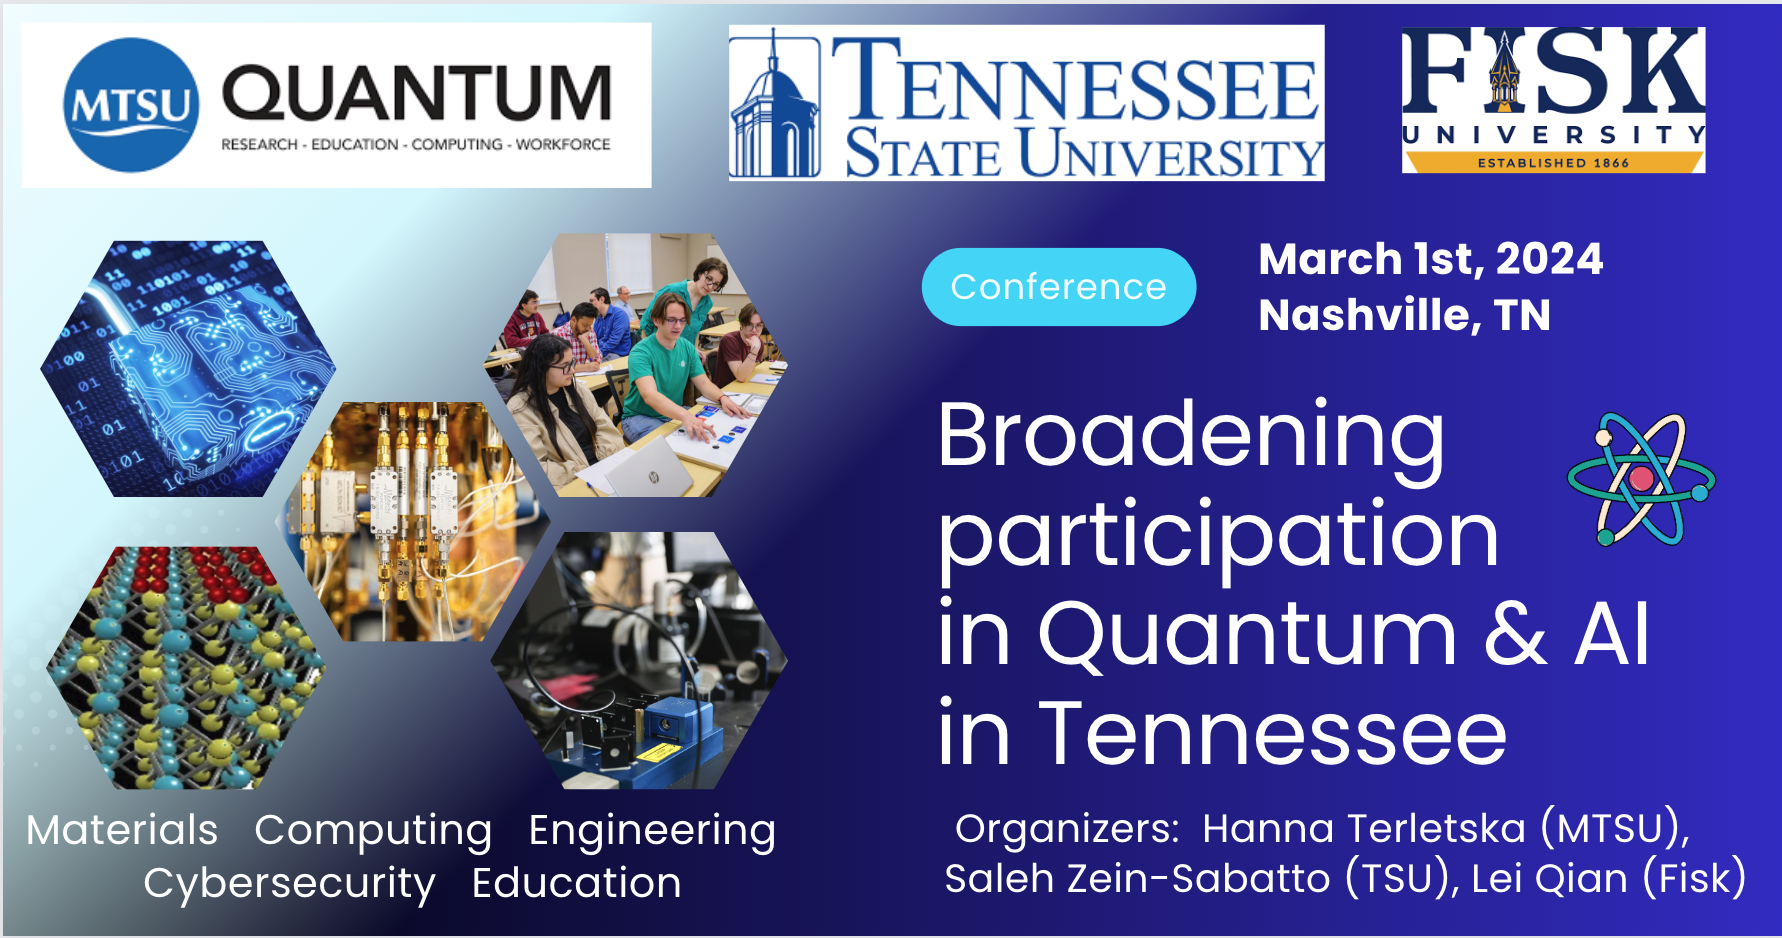 MTSU
QUANTUM
RESEARCH - EDUCATION - COMPUTING - WORKFORCE
TENNESSEE
STATE UNIVERSITY
FISK
UNIVERSITY
ESTABLISHED 1866
Conference
March 1st, 2024
Nashville, TN
Broadening
participation
in Quantum & AI
in Tennessee
Materials Computing Engineering
Cybersecurity Education
Organizers: Hanna Terletska (MTSU),
Saleh Zein-Sabatto (TSU), Lei Qian (Fisk)